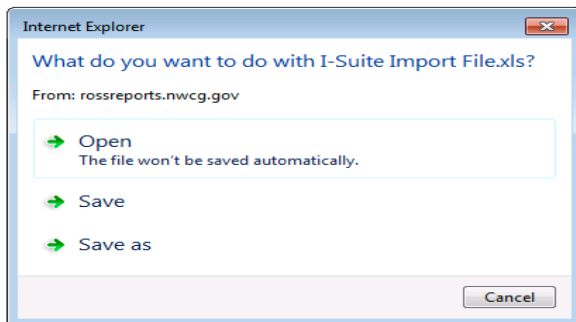 Internet Explorer
What do you want to do with I-Suite Import File.xls?
From: rossreports.nwcg.gov
Open
The file won't be saved automatically.
Save
Save as
Cancel